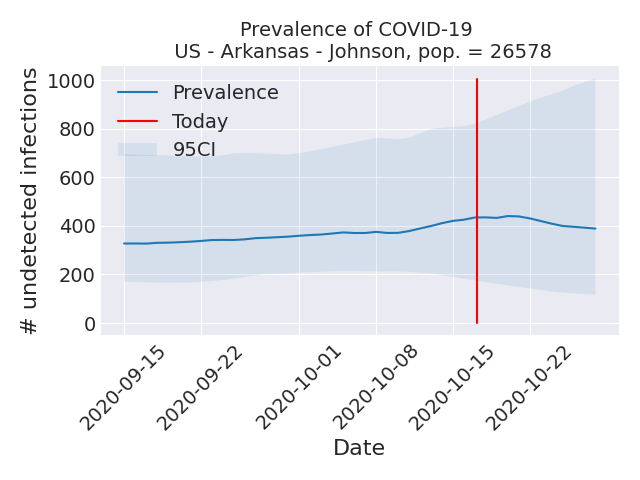 Prevalence of COVID-19
US - Arkansas - Johnson, pop. = 26578
# undetected infections
1000
800
600
400
200
0
Prevalence
Today
95CI
2020-09-15
2020-09-22
2020-10-01
2020-10-08
2020-10-15
2020-10-22
Date